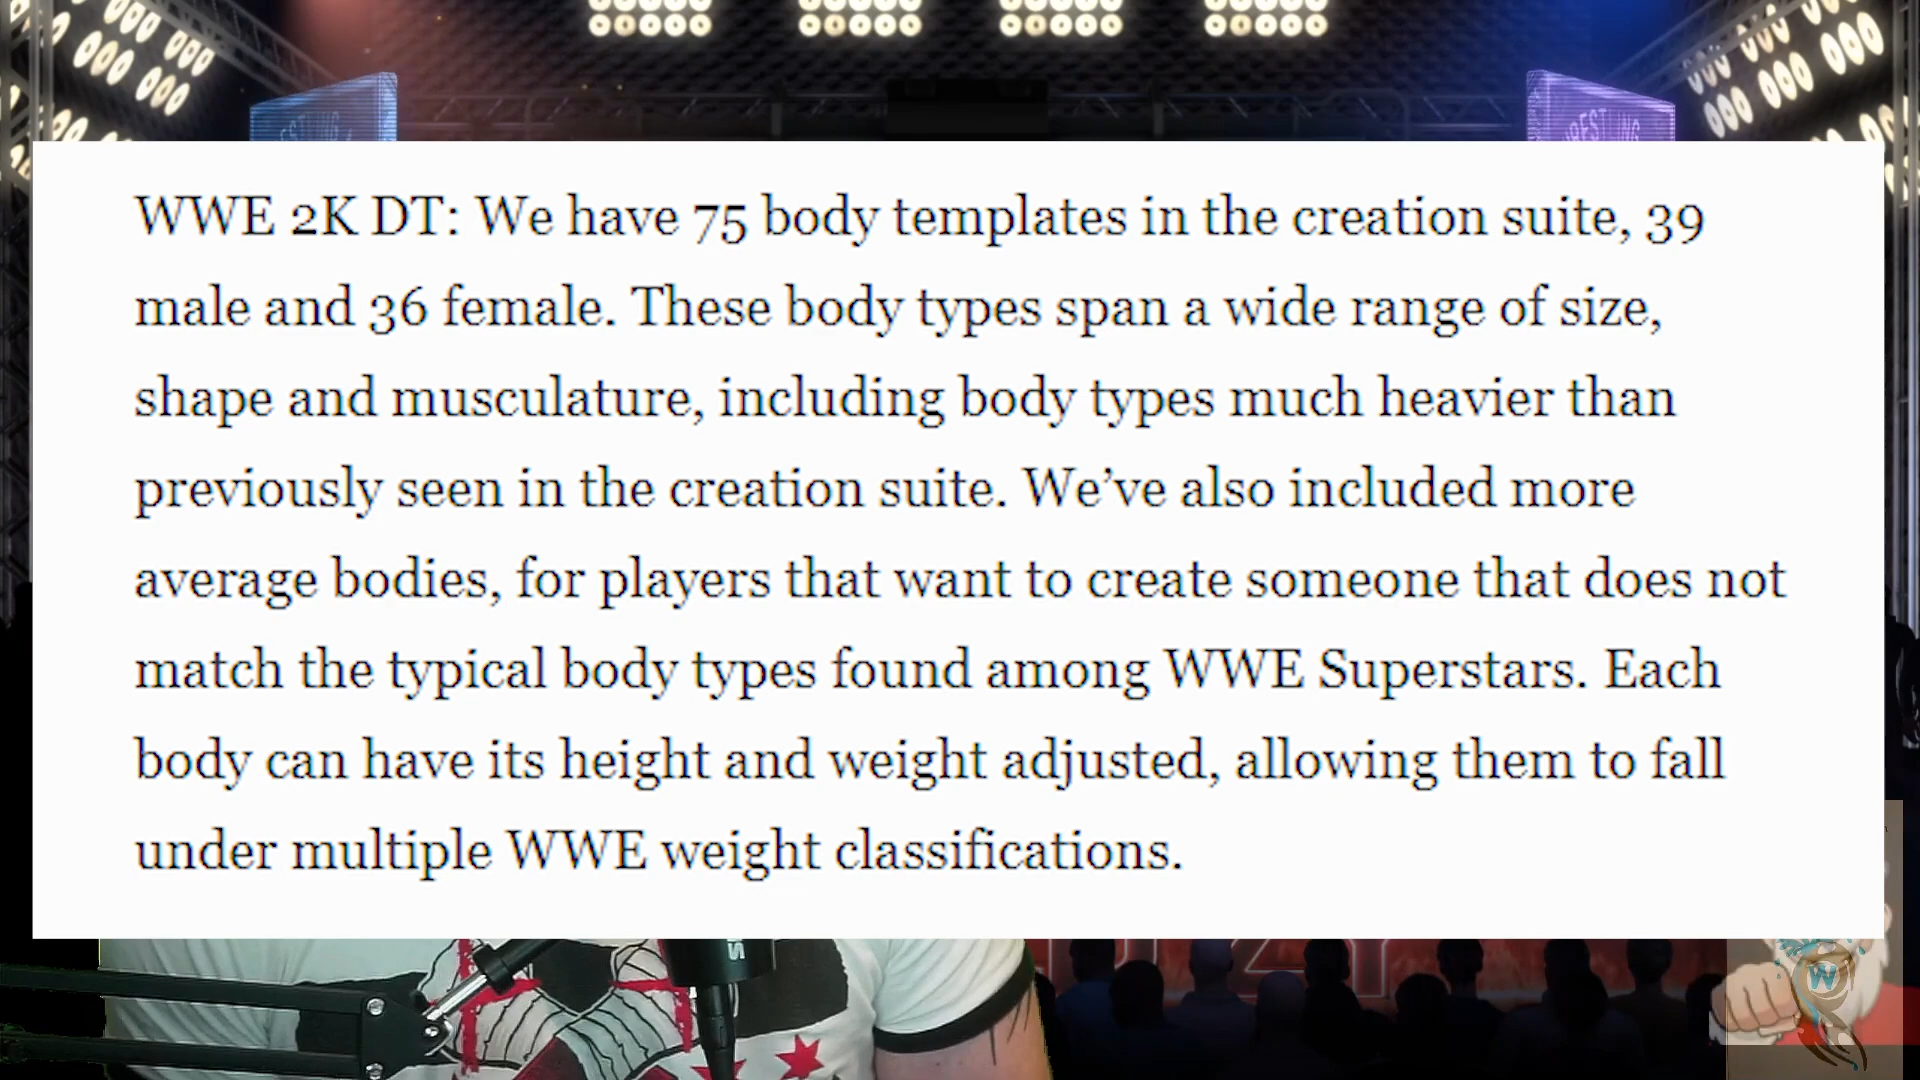 WWE 2K DT: We have 75 body templates in the creation suite, 39
male and 36 female. These body types span a wide range of size,
shape and musculature, including body types much heavier than
previously seen in the creation suite. We’ve also included more
average bodies, for players that want to create someone that does not
match the typical body types found among WWE Superstars. Each
body can have its height and weight adjusted, allowing them to fall
under multiple WWE weight classifications.
W